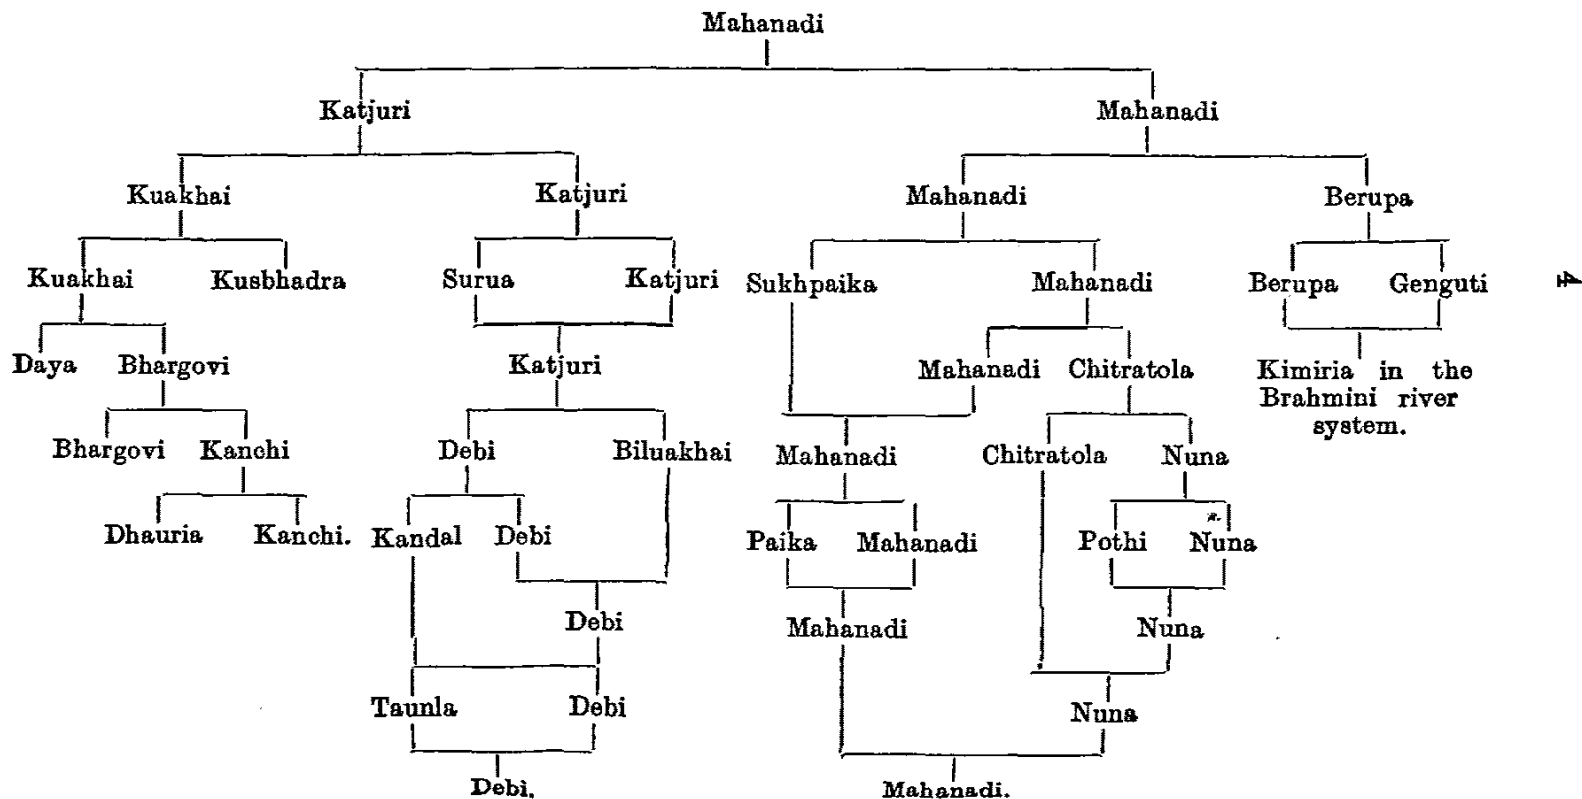 Mahanadi
Katjuri Mahanadi
Kuakhai Katjuri Mahanadi Berupa
Kuakhai Kusbhadra Surua Katjuri Sukhpaika Mahanadi Berupa Genguti
4
Daya Bhargovi Katjuri Mahanadi Chitratola Kimiria in the
Brahmini river
system.
Bhargovi Kanchi Debi Biluakhai Mahanadi Chitratola Nuna
Dhauria Kanchi. Kandal Debi Paika Mahanadi Pothi Nuna
Debi Mahanadi Nuna
Taunla Debi Nuna
Debi. Mahanadi.